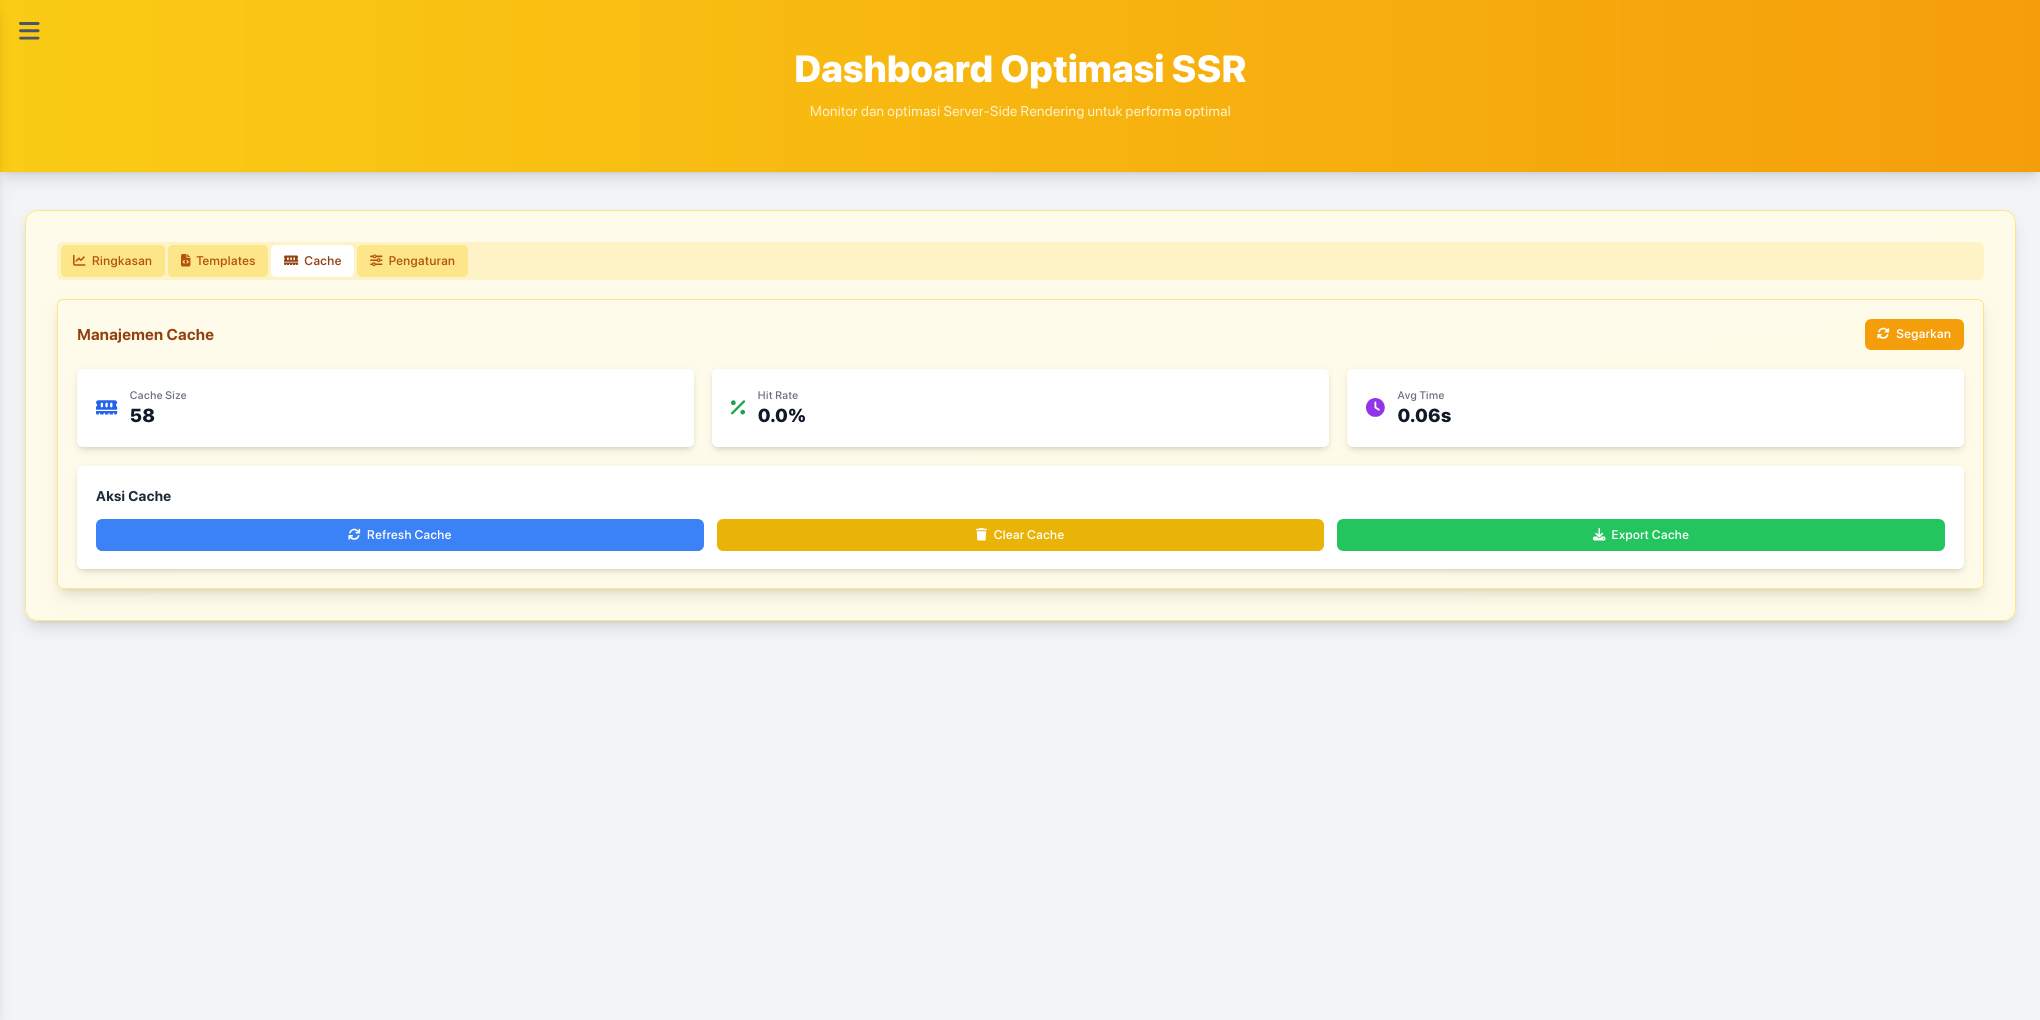 Dashboard Optimasi SSR
Monitor dan optimasi Server-Side Rendering untuk performa optimal
Ringkasan
Templates
Cache
Pengaturan
Manajemen Cache
Segarkan
Cache Size
58
Hit Rate
0.0%
Avg Time
0.06s
Aksi Cache
Refresh Cache
Clear Cache
Export Cache